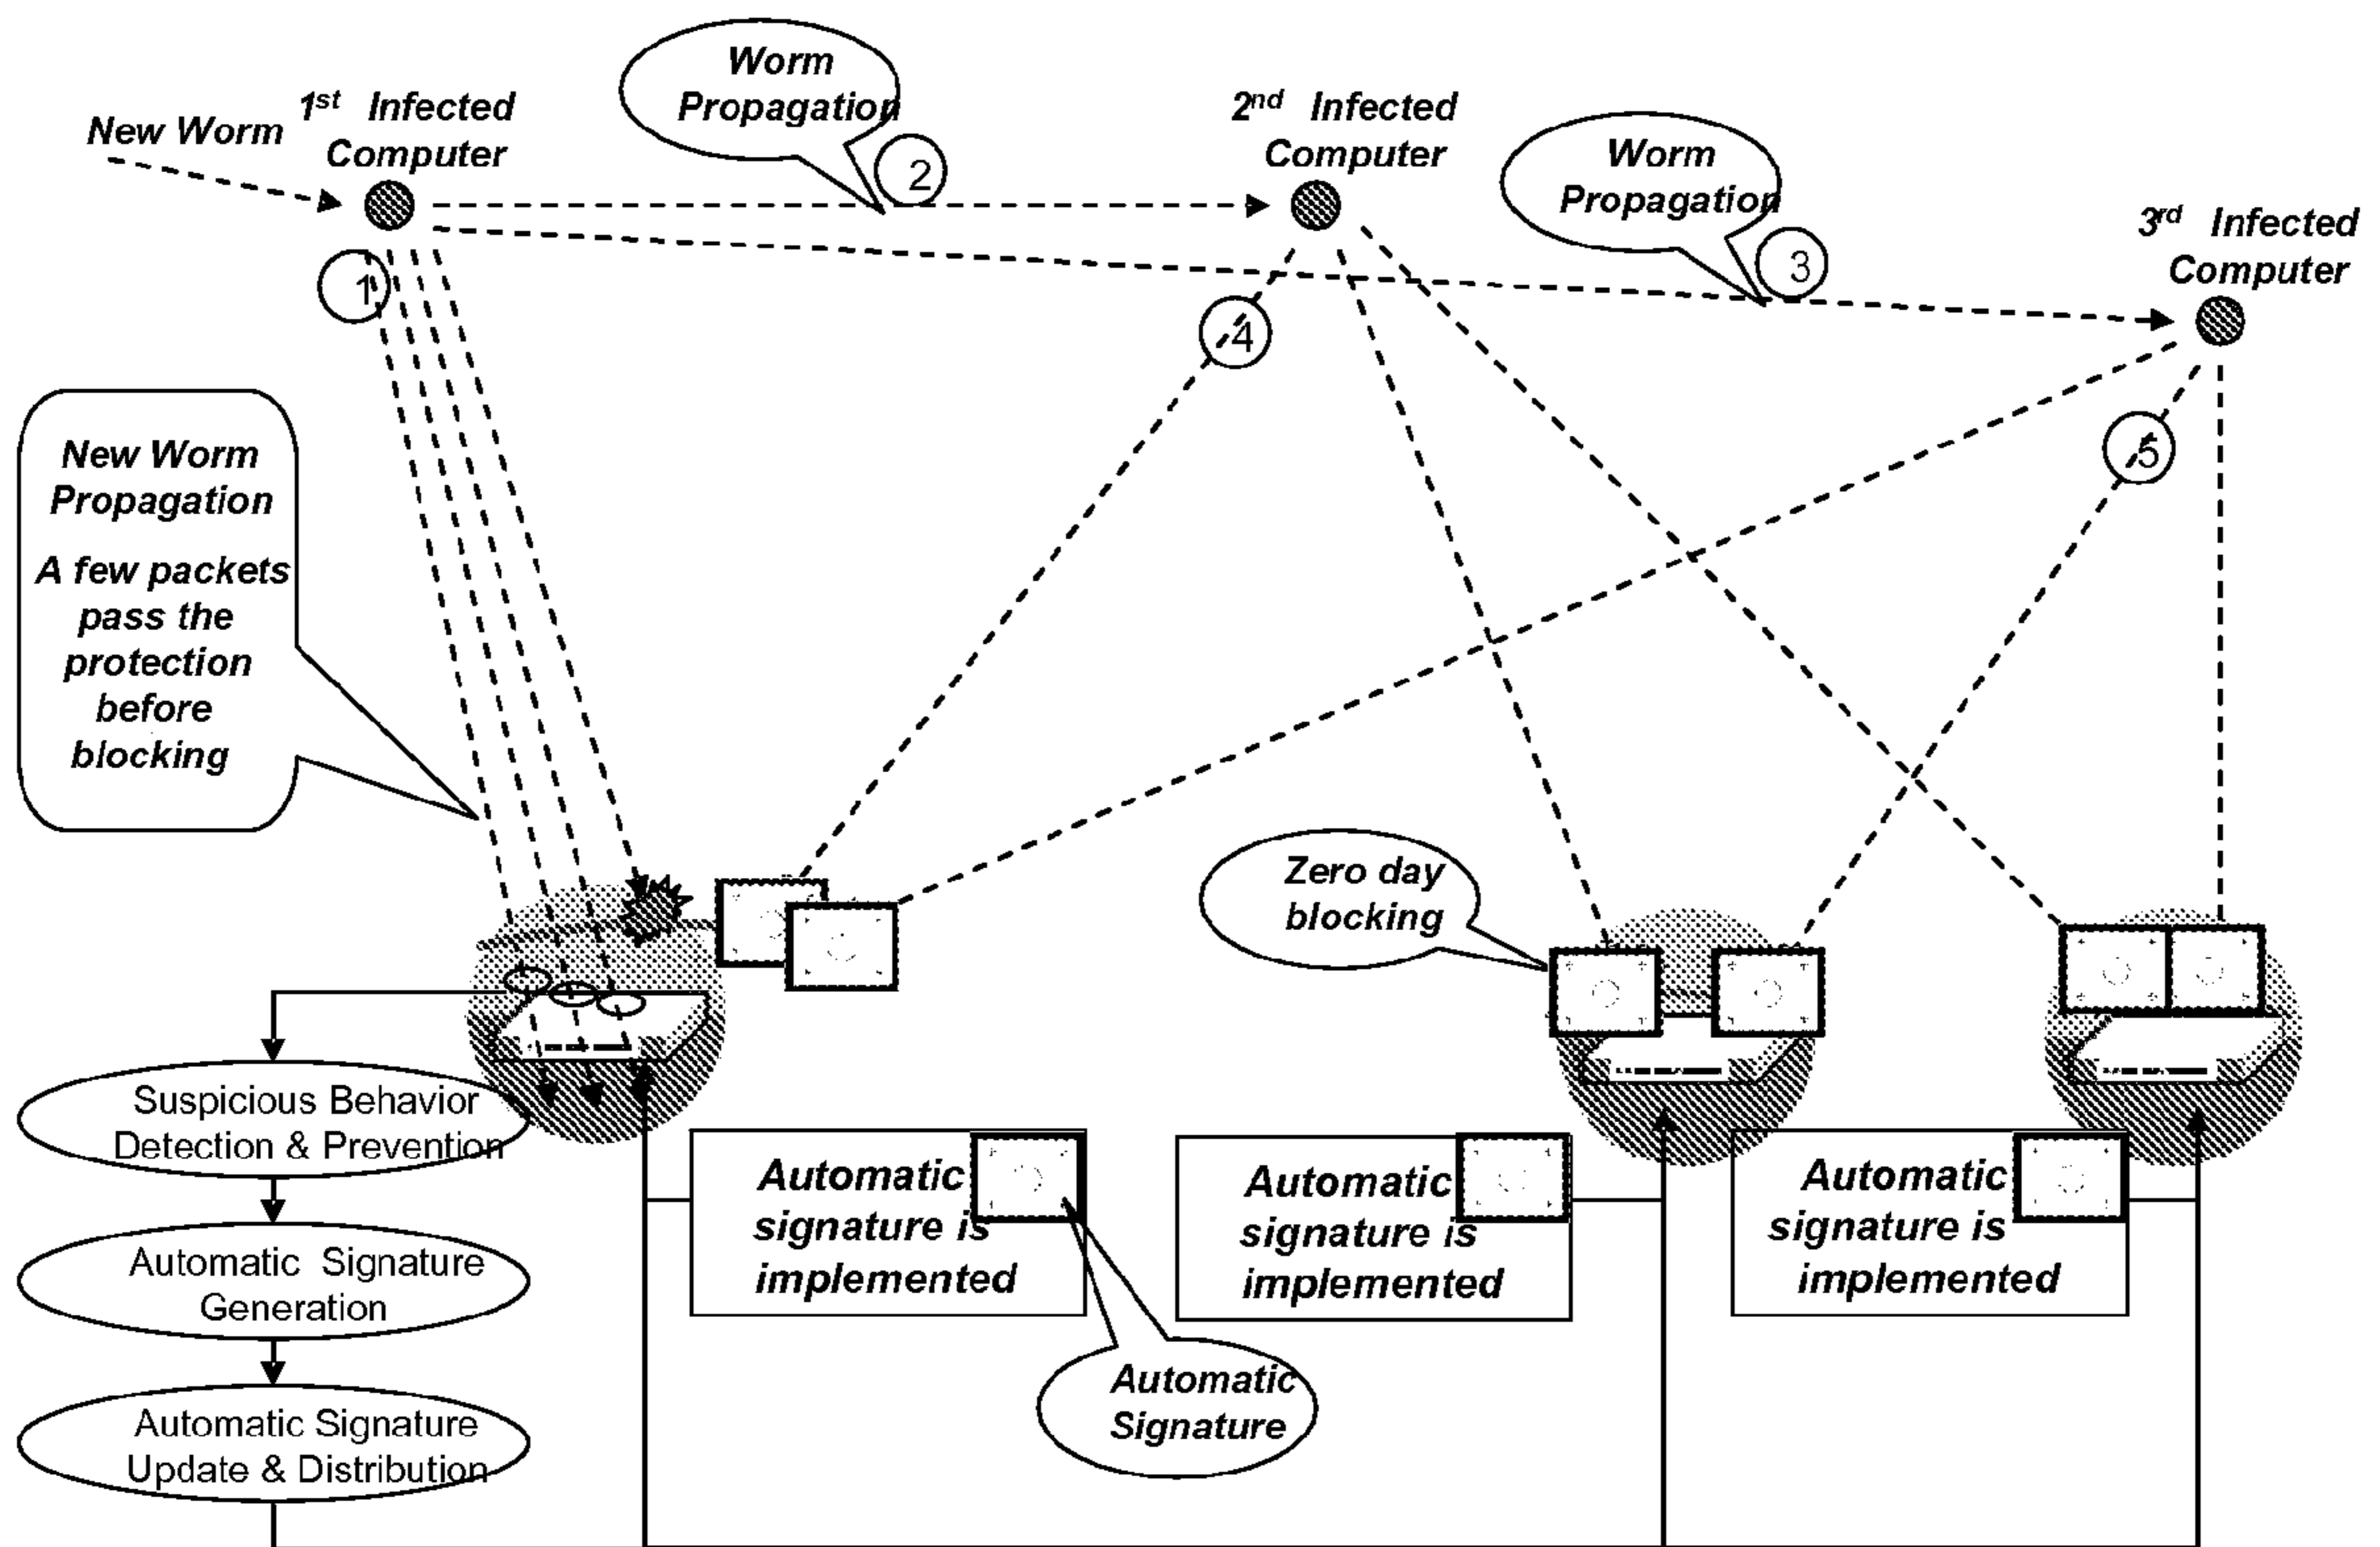 New Worm
1st Infected
Computer
Worm
Propagation
2
2nd Infected
Computer
Worm
Propagation
3
3rd Infected
Computer
1
4
5
New Worm
Propagation
A few packets
pass the
protection
before
blocking
Zero day
blocking
Suspicious Behavior
Detection & Prevention
Automatic Signature
Generation
Automatic Signature
Update & Distribution
Automatic
signature is
implemented
Automatic
signature is
implemented
Automatic
signature is
implemented
Automatic
Signature